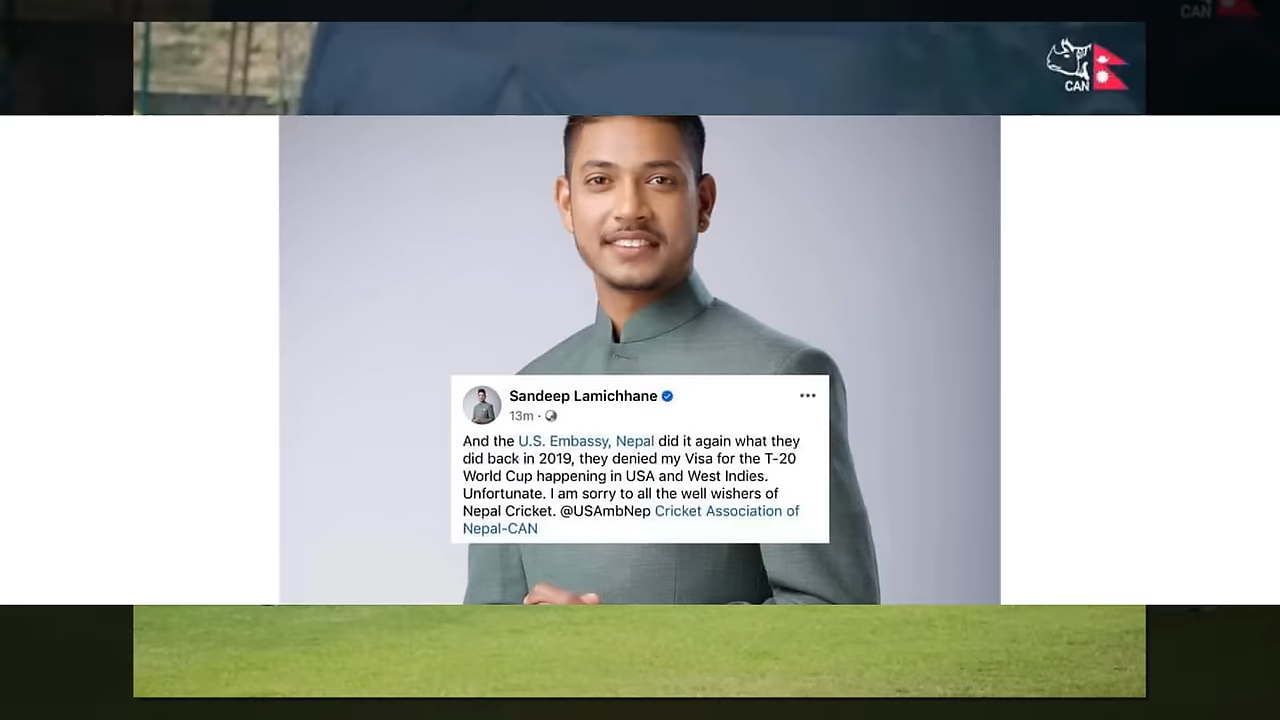 CAN
CAN
Sandeep Lamichhane
13m ·
And the U.S. Embassy, Nepal did it again what they
did back in 2019, they denied my Visa for the T-20
World Cup happening in USA and West Indies.
Unfortunate. I am sorry to all the well wishers of
Nepal Cricket. @USAmbNep Cricket Association of
Nepal-CAN